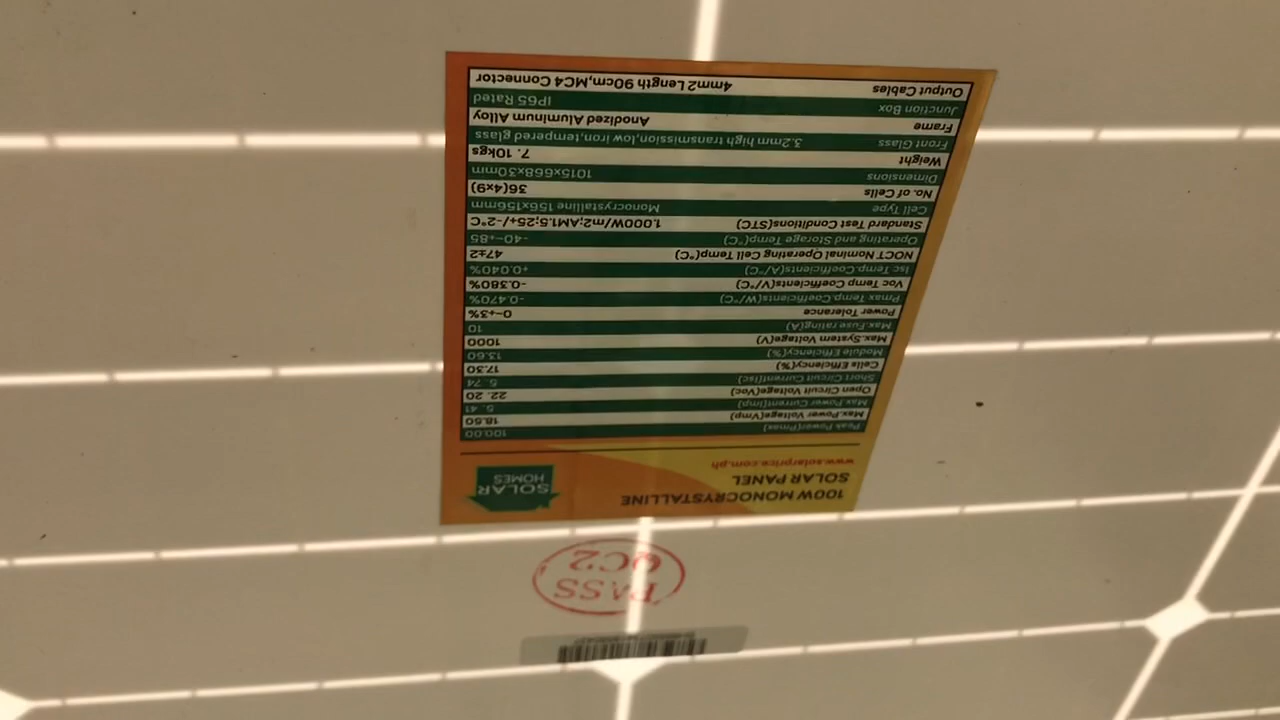 100W MONOCRYSTALLINE
SOLAR PANEL
www.solarprice.com.ph
SOLAR
HOMES
Peak Power(Pmax) 100.00
Max.Power Voltage(Vmp) 18.60
Max Power Current(Imp) 5. 41
Open Circuit Voltage(Voc) 22. 20
Short Circuit Current(Isc) 5. 74
Cells Efficiency(%) 17.30
Module Efficiency(%) 13.60
Max.System Voltage(V) 1000
Max.Fuse rating(A) 10
Power Tolerance 0~+3%
Pmax Temp.Coefficients(W/°C) -0.470%
Voc Temp Coefficients(V/°C) -0.380%
Isc Temp.Coefficients(A/°C) +0.040%
NOCT Nominal Operating Cell Temp(°C) 47±2
Operating and Storage Temp(°C) -40~+85
Standard Test Conditions(STC) 1.000W/m2;AM1.5;25+/-2°C
Cell Type Monocrystalline 156x156mm
No. of Cells 36(4x9)
Dimensions 1015x668x30mm
Weight 7. 10kgs
Front Glass 3.2mm high transmission,low iron,tempered glass
Frame Anodized Aluminum Alloy
Junction Box IP65 Rated
Output Cables 4mm2 Length 90cm,MC4 Connector
PASS
QC2